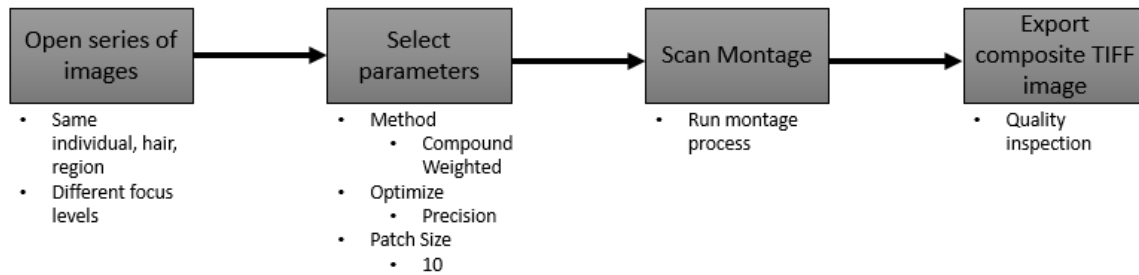 Open series of
images
• Same
individual, hair,
region
• Different focus
levels
Select
parameters
• Method
• Compound
Weighted
• Optimize
• Precision
• Patch Size
• 10
Scan Montage
• Run montage
process
Export
composite TIFF
image
• Quality
inspection